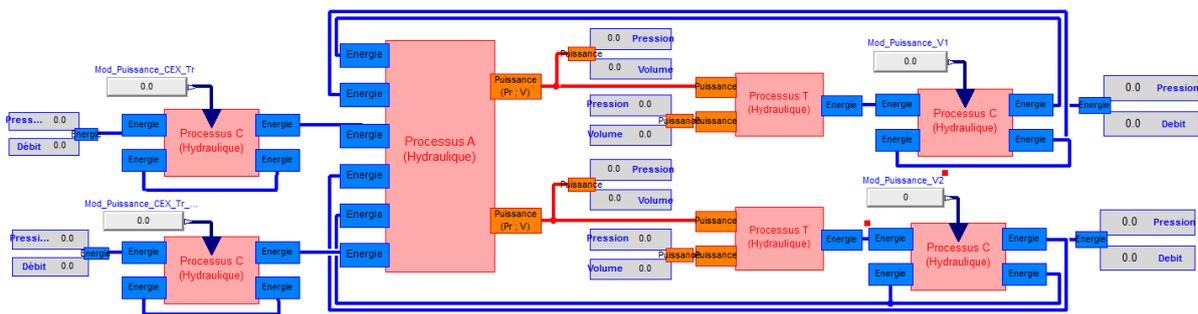 Mod_Puissance_CEX_Tr
0.0
Press... 0.0
Débit 0.0
Energie
Energie
Energie
Processus C
(Hydraulique)
Energie
Energie
Mod_Puissance_CEX_Tr_...
0.0
Pressi... 0.0
Débit 0.0
Energie
Energie
Energie
Processus C
(Hydraulique)
Energie
Energie
Energie
Energie
Energie
Energie
Energie
Energie
Processus A
(Hydraulique)
Puissance
(Pr ; V)
Puissance
0.0 Pression
0.0 Volume
Pression 0.0
Volume 0.0
Puissance
Puissance
Puissance
Processus T
(Hydraulique)
Energie
Mod_Puissance_V1
0.0
Energie
Energie
Processus C
(Hydraulique)
Energie
Energie
Energie
0.0 Pression
0.0 Debit
Puissance
(Pr ; V)
Puissance
0.0 Pression
0.0 Volume
Pression 0.0
Volume 0.0
Puissance
Puissance
Puissance
Processus T
(Hydraulique)
Energie
Mod_Puissance_V2
0
Energie
Energie
Processus C
(Hydraulique)
Energie
Energie
Energie
0.0 Pression
0.0 Debit